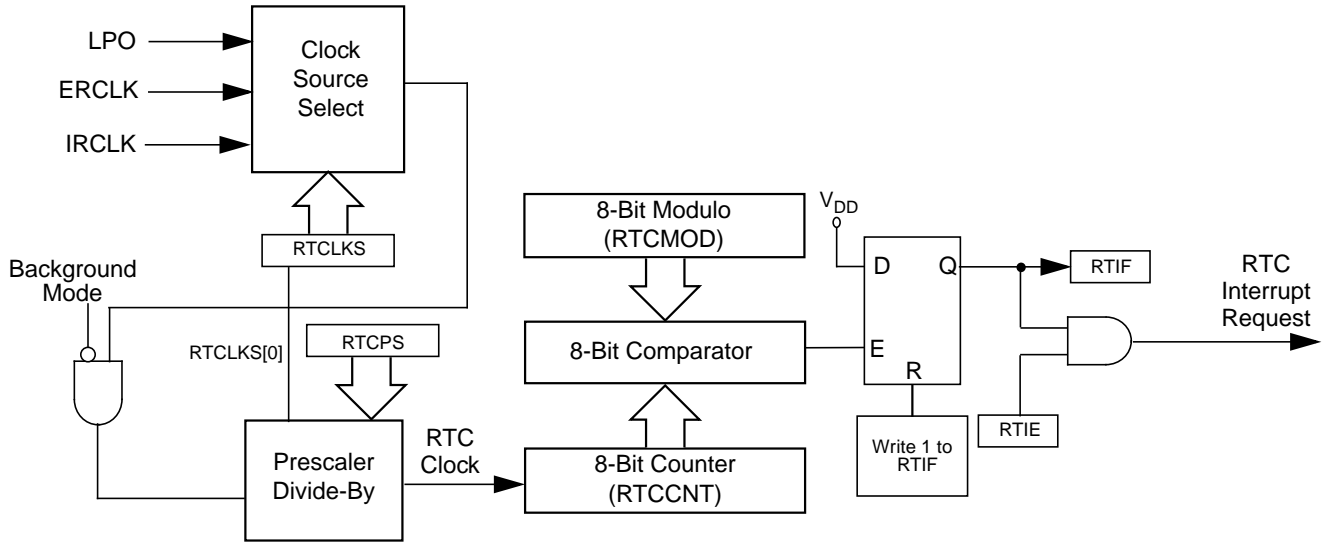 LPO
ERCLK
IRCLK
Clock
Source
Select
RTCLKS
Background
Mode
RTCLKS[0]
RTCPS
Prescaler
Divide-By
RTC
Clock
8-Bit Modulo
(RTCMOD)
8-Bit Comparator
8-Bit Counter
(RTCCNT)
VDD
D
Q
E
R
Write 1 to
RTIF
RTIF
RTIE
RTC
Interrupt
Request